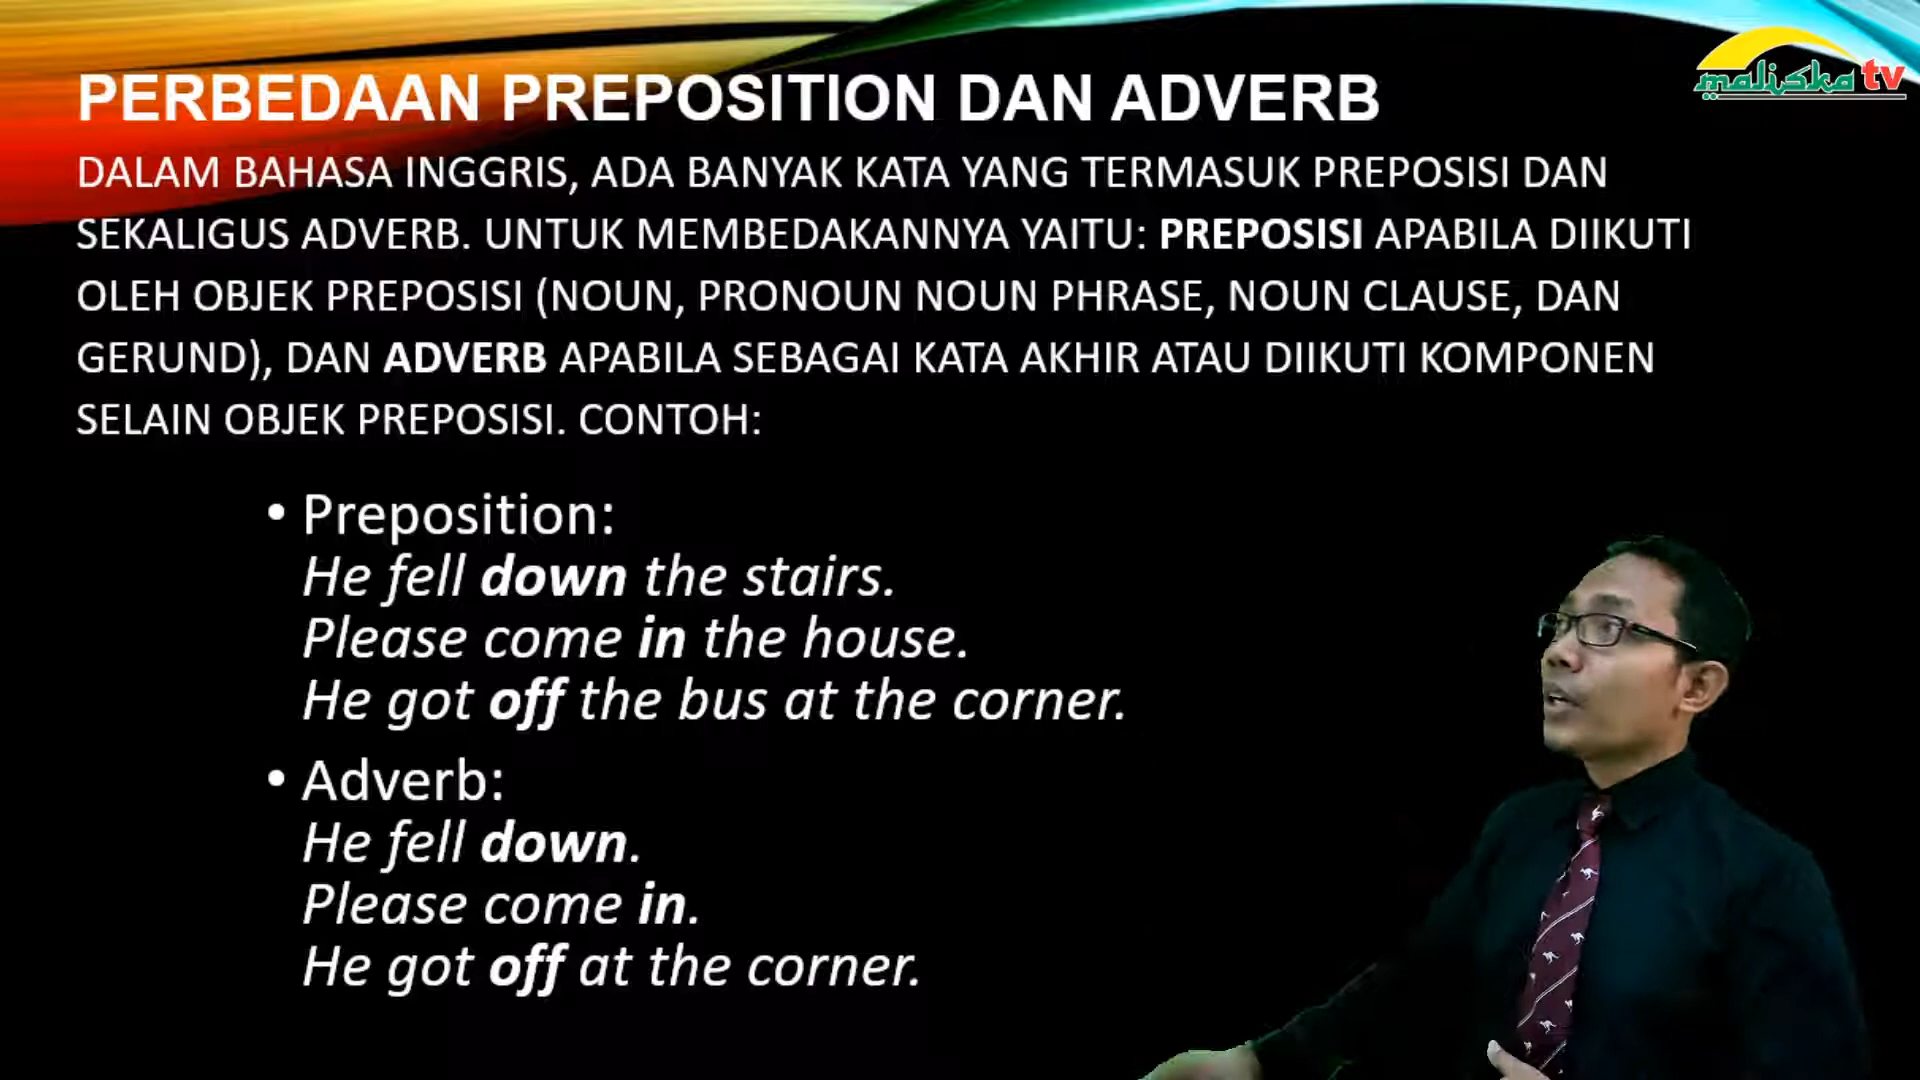 PERBEDAAN PREPOSITION DAN ADVERB
maliska tv
DALAM BAHASA INGGRIS, ADA BANYAK KATA YANG TERMASUK PREPOSISI DAN
SEKALIGUS ADVERB. UNTUK MEMBEDAKANNYA YAITU: PREPOSISI APABILA DIIKUTI
OLEH OBJEK PREPOSISI (NOUN, PRONOUN NOUN PHRASE, NOUN CLAUSE, DAN
GERUND), DAN ADVERB APABILA SEBAGAI KATA AKHIR ATAU DIIKUTI KOMPONEN
SELAIN OBJEK PREPOSISI. CONTOH:
• Preposition:
He fell down the stairs.
Please come in the house.
He got off the bus at the corner.
• Adverb:
He fell down.
Please come in.
He got off at the corner.